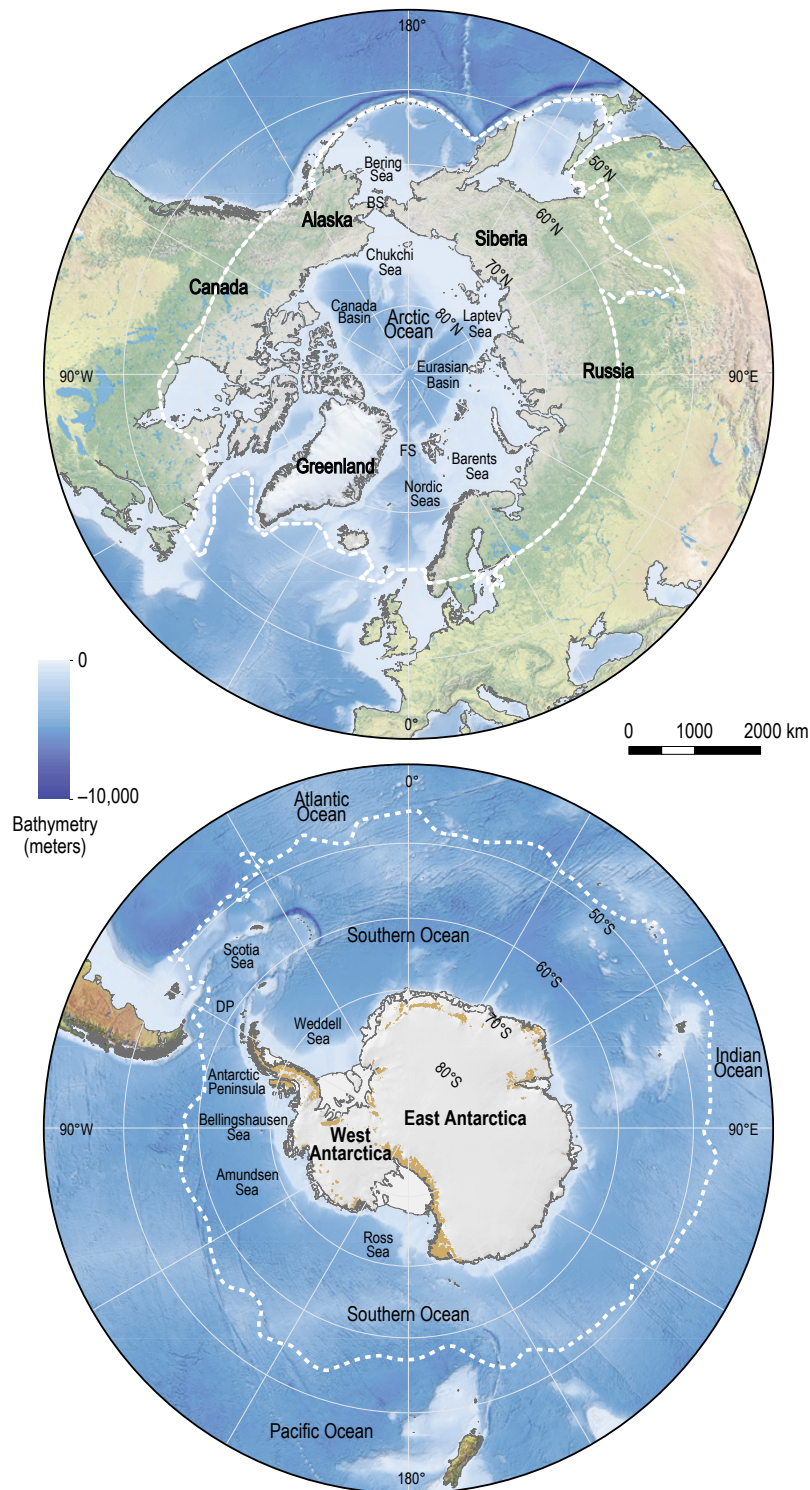 180°
Bering
Sea
50°N
BS
Alaska
60°N
Siberia
Chukchi
Sea
70°N
Canada
Canada
Basin
Arctic
Ocean
80°N
Laptev
Sea
90°W
Eurasian
Basin
Russia
90°E
Greenland
FS
Barents
Sea
Nordic
Seas
0°
0
–10,000
Bathymetry
(meters)
0
1000
2000 km
0°
Atlantic
Ocean
50°S
Southern Ocean
Scotia
Sea
60°S
DP
Weddell
Sea
70°S
Indian
Ocean
80°S
Antarctic
Peninsula
East Antarctica
Bellingshausen
Sea
90°W
90°E
West
Antarctica
Amundsen
Sea
Ross
Sea
Southern Ocean
Pacific Ocean
180°